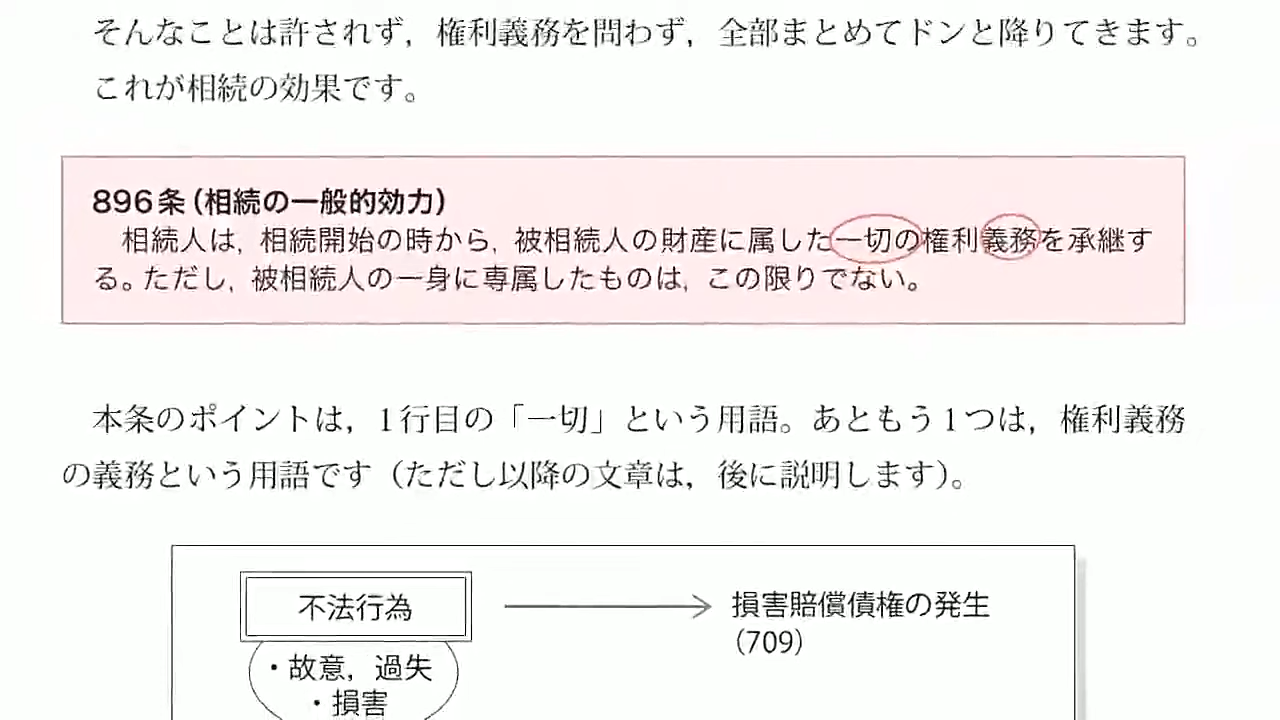 そんなことは許されず，権利義務を問わず，全部まとめてドンと降りてきます。
これが相続の効果です。
896条（相続の一般的効力）
相続人は，相続開始の時から，被相続人の財産に属した一切の権利義務を承継す
る。ただし，被相続人の一身に専属したものは，この限りでない。
本条のポイントは，1行目の「一切」という用語。あともう1つは，権利義務
の義務という用語です（ただし以降の文章は，後に説明します）。
不法行為
損害賠償債権の発生
（709）
・故意，過失
・損害